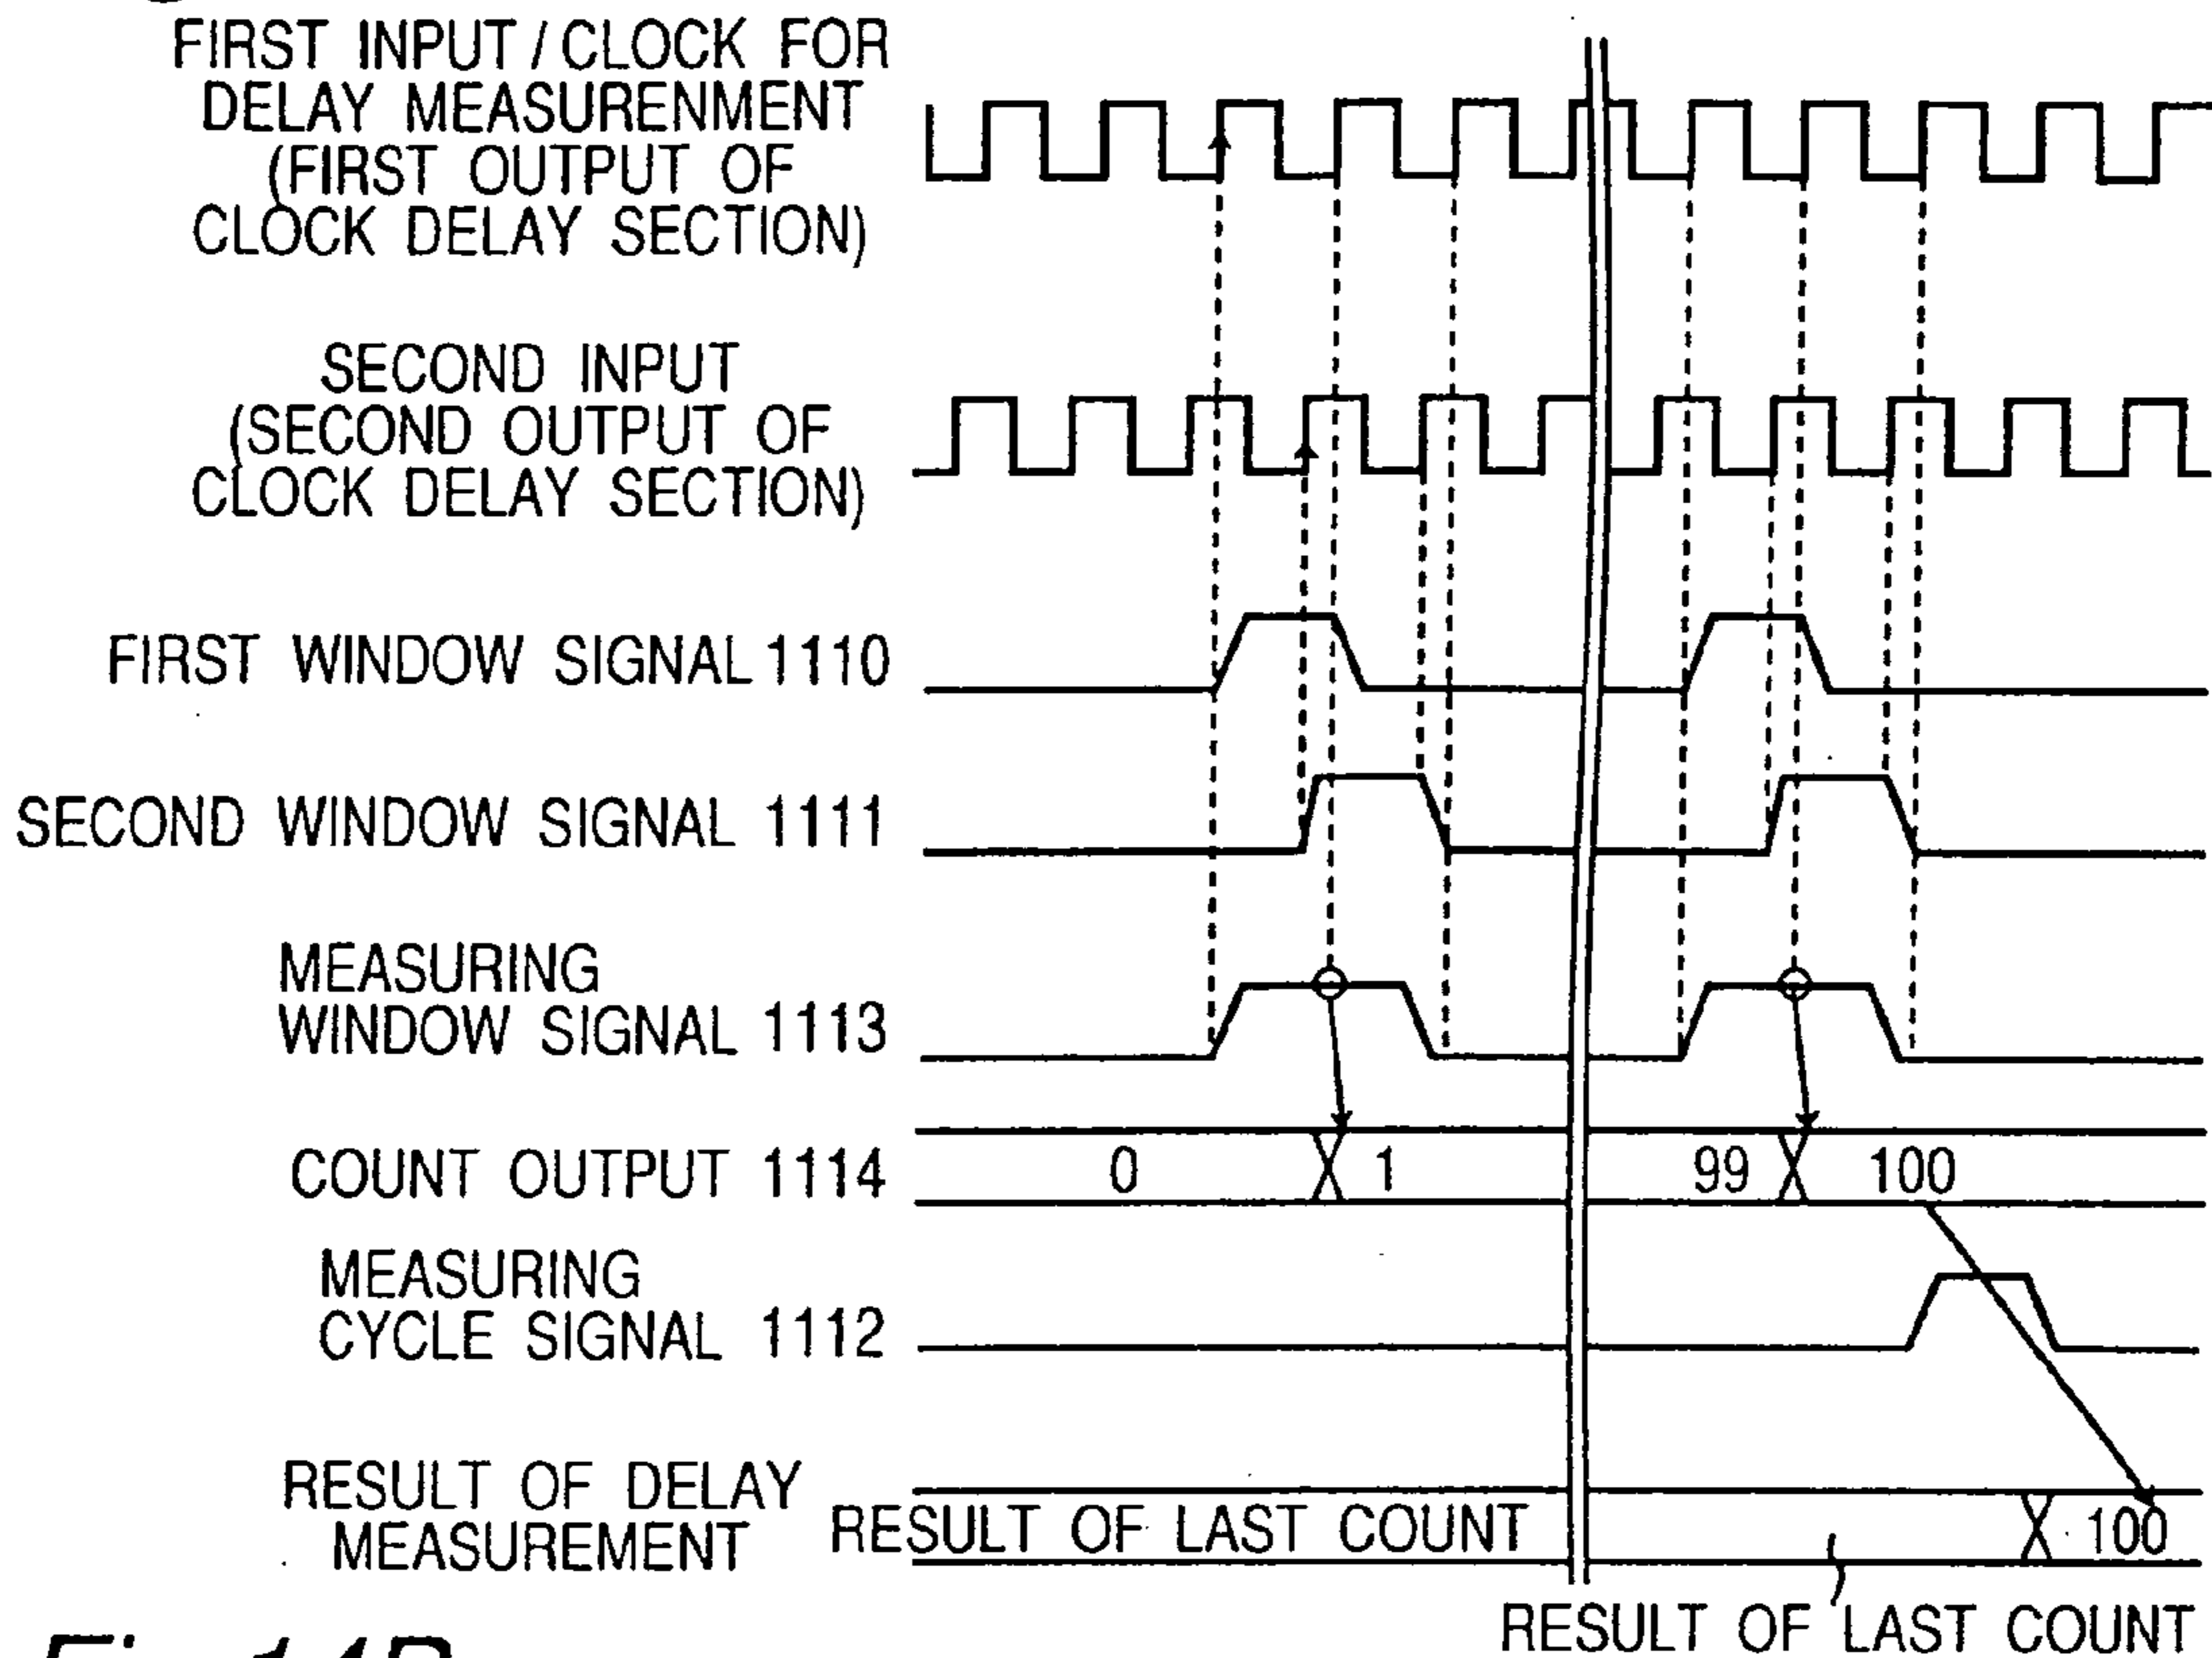 FIRST INPUT / CLOCK FOR
DELAY MEASURENMENT
(FIRST OUTPUT OF
CLOCK DELAY SECTION)
SECOND INPUT
(SECOND OUTPUT OF
CLOCK DELAY SECTION)
FIRST WINDOW SIGNAL 1110
SECOND WINDOW SIGNAL 1111
MEASURING
WINDOW SIGNAL 1113
COUNT OUTPUT 1114
0 1 99 100
MEASURING
CYCLE SIGNAL 1112
RESULT OF DELAY
MEASUREMENT
RESULT OF LAST COUNT
100
RESULT OF LAST COUNT